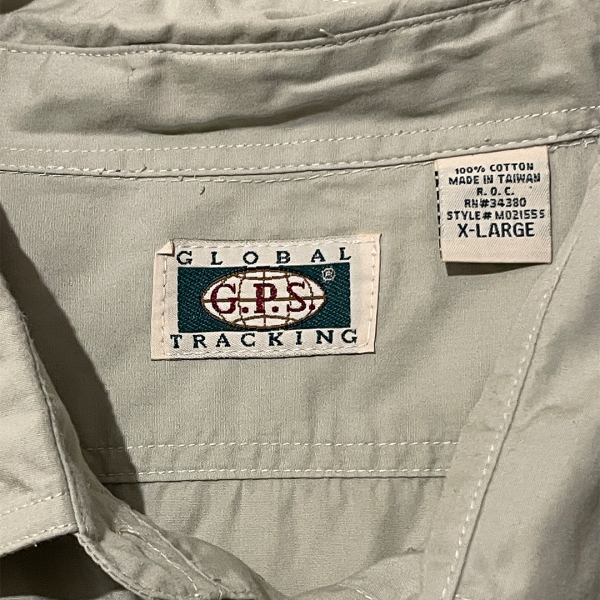 100% COTTON
MADE IN TAIWAN
R. O. C.
RN#34380
STYLE# M021555
X-LARGE
GLOBAL
G.P.S.®
TRACKING